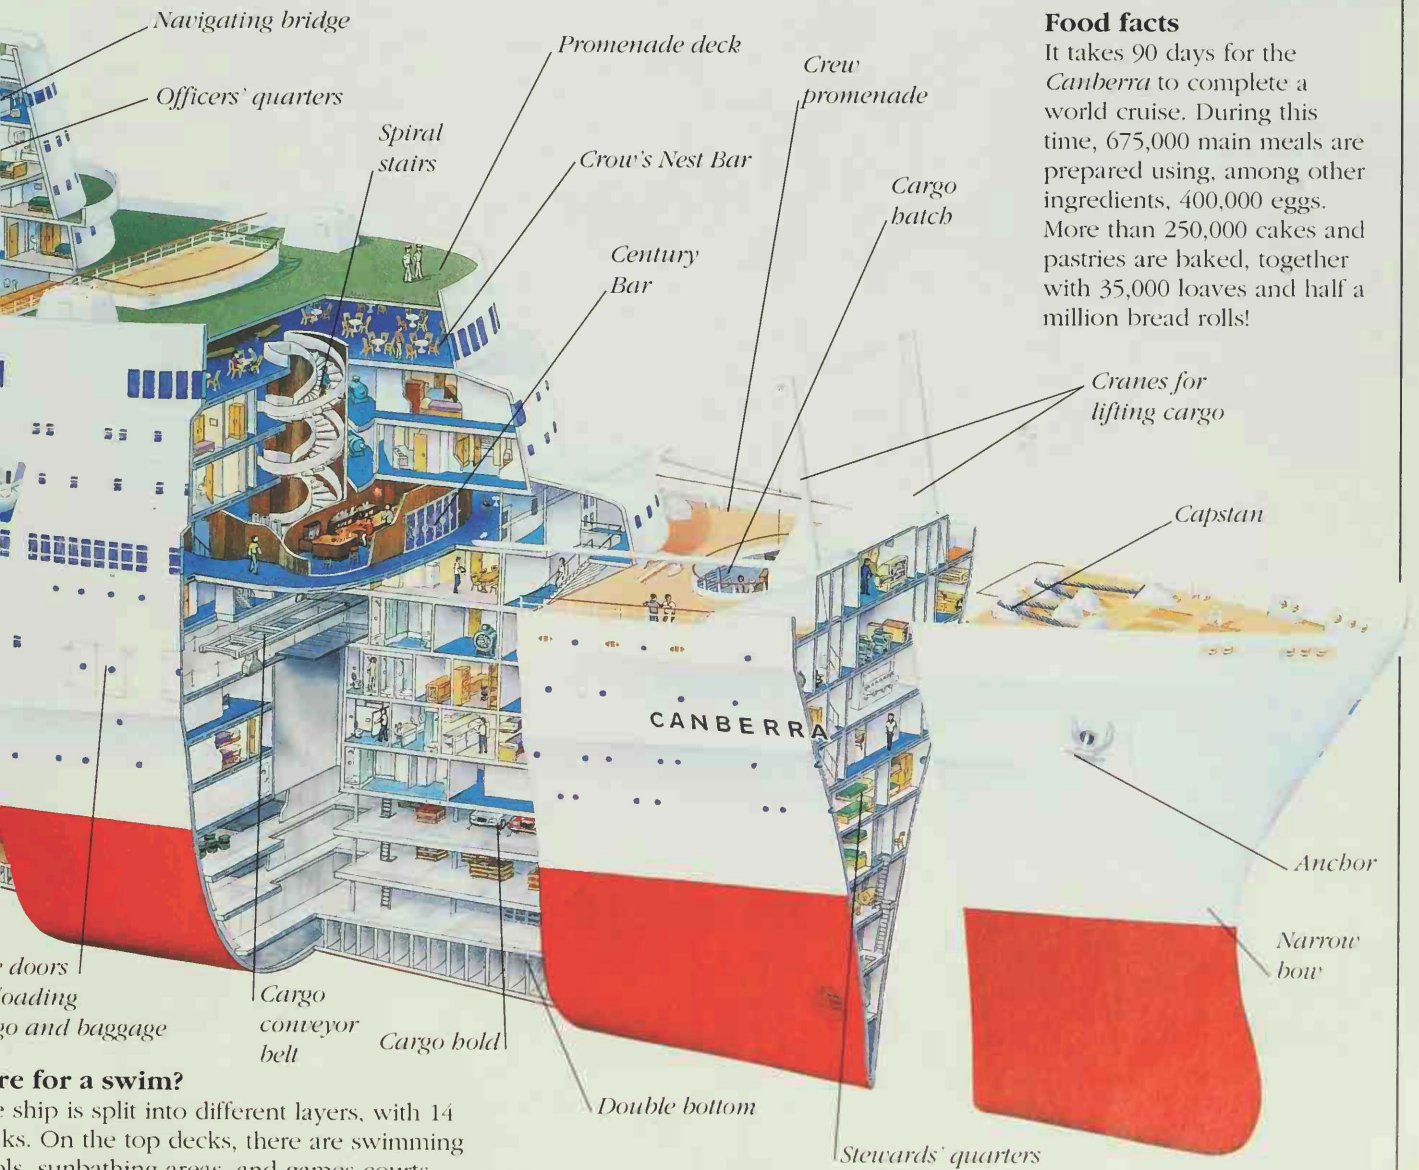 Navigating bridge
Officers' quarters
Spiral
stairs
Promenade deck
Crow's Nest Bar
Century
Bar
Crew
promenade
Cargo
hatch
Food facts
It takes 90 days for the
Canberra to complete a
world cruise. During this
time, 675,000 main meals are
prepared using, among other
ingredients, 400,000 eggs.
More than 250,000 cakes and
pastries are baked, together
with 35,000 loaves and half a
million bread rolls!
Cranes for
lifting cargo
Capstan
CANBERRA
Anchor
Narrow
bow
doors
loading
and baggage
Cargo
conveyor
belt
Cargo hold
Double bottom
Stewards' quarters
for a swim?
ship is split into different layers, with 14
On the top decks, there are swimming
sunbathing areas, and games courts